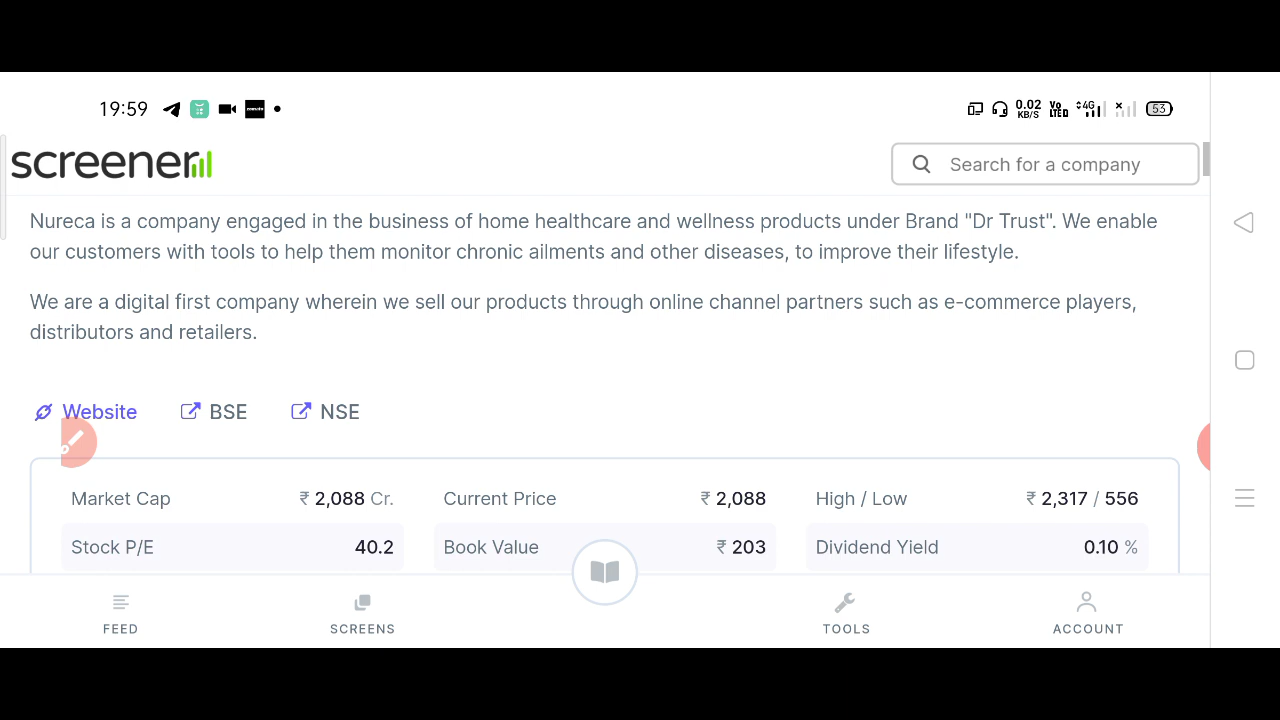 19:59
0.02 KB/S Vo LTE 4G 53
screener
Search for a company
Nureca is a company engaged in the business of home healthcare and wellness products under Brand "Dr Trust". We enable
our customers with tools to help them monitor chronic ailments and other diseases, to improve their lifestyle.
We are a digital first company wherein we sell our products through online channel partners such as e-commerce players,
distributors and retailers.
Website BSE NSE
Market Cap ₹ 2,088 Cr. Current Price ₹ 2,088 High / Low ₹ 2,317 / 556
Stock P/E 40.2 Book Value ₹ 203 Dividend Yield 0.10 %
FEED SCREENS TOOLS ACCOUNT